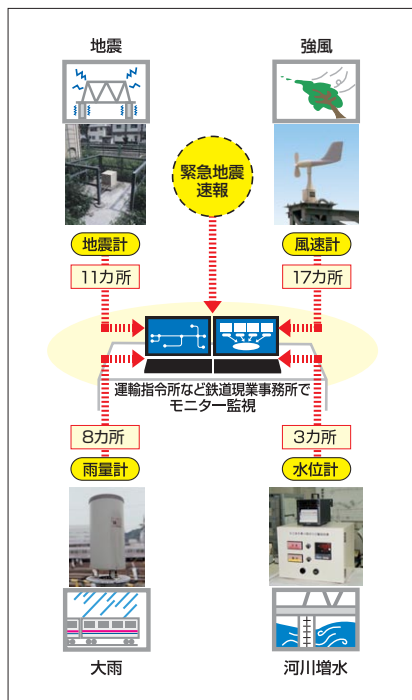 地震
強風
緊急地震
速報
地震計
風速計
11カ所
17カ所
運輸指令所など鉄道現業事務所で
モニター監視
8カ所
3カ所
雨量計
水位計
大雨
河川増水